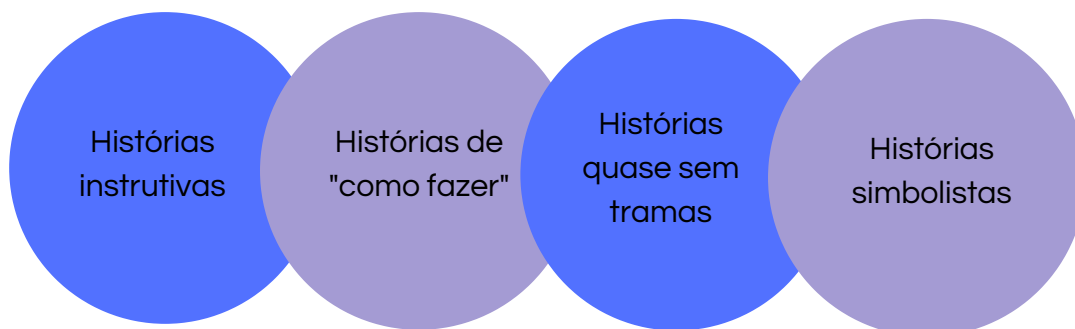 Histórias
instrutivas
Histórias de
"como fazer"
Histórias
quase sem
tramas
Histórias
simbolistas